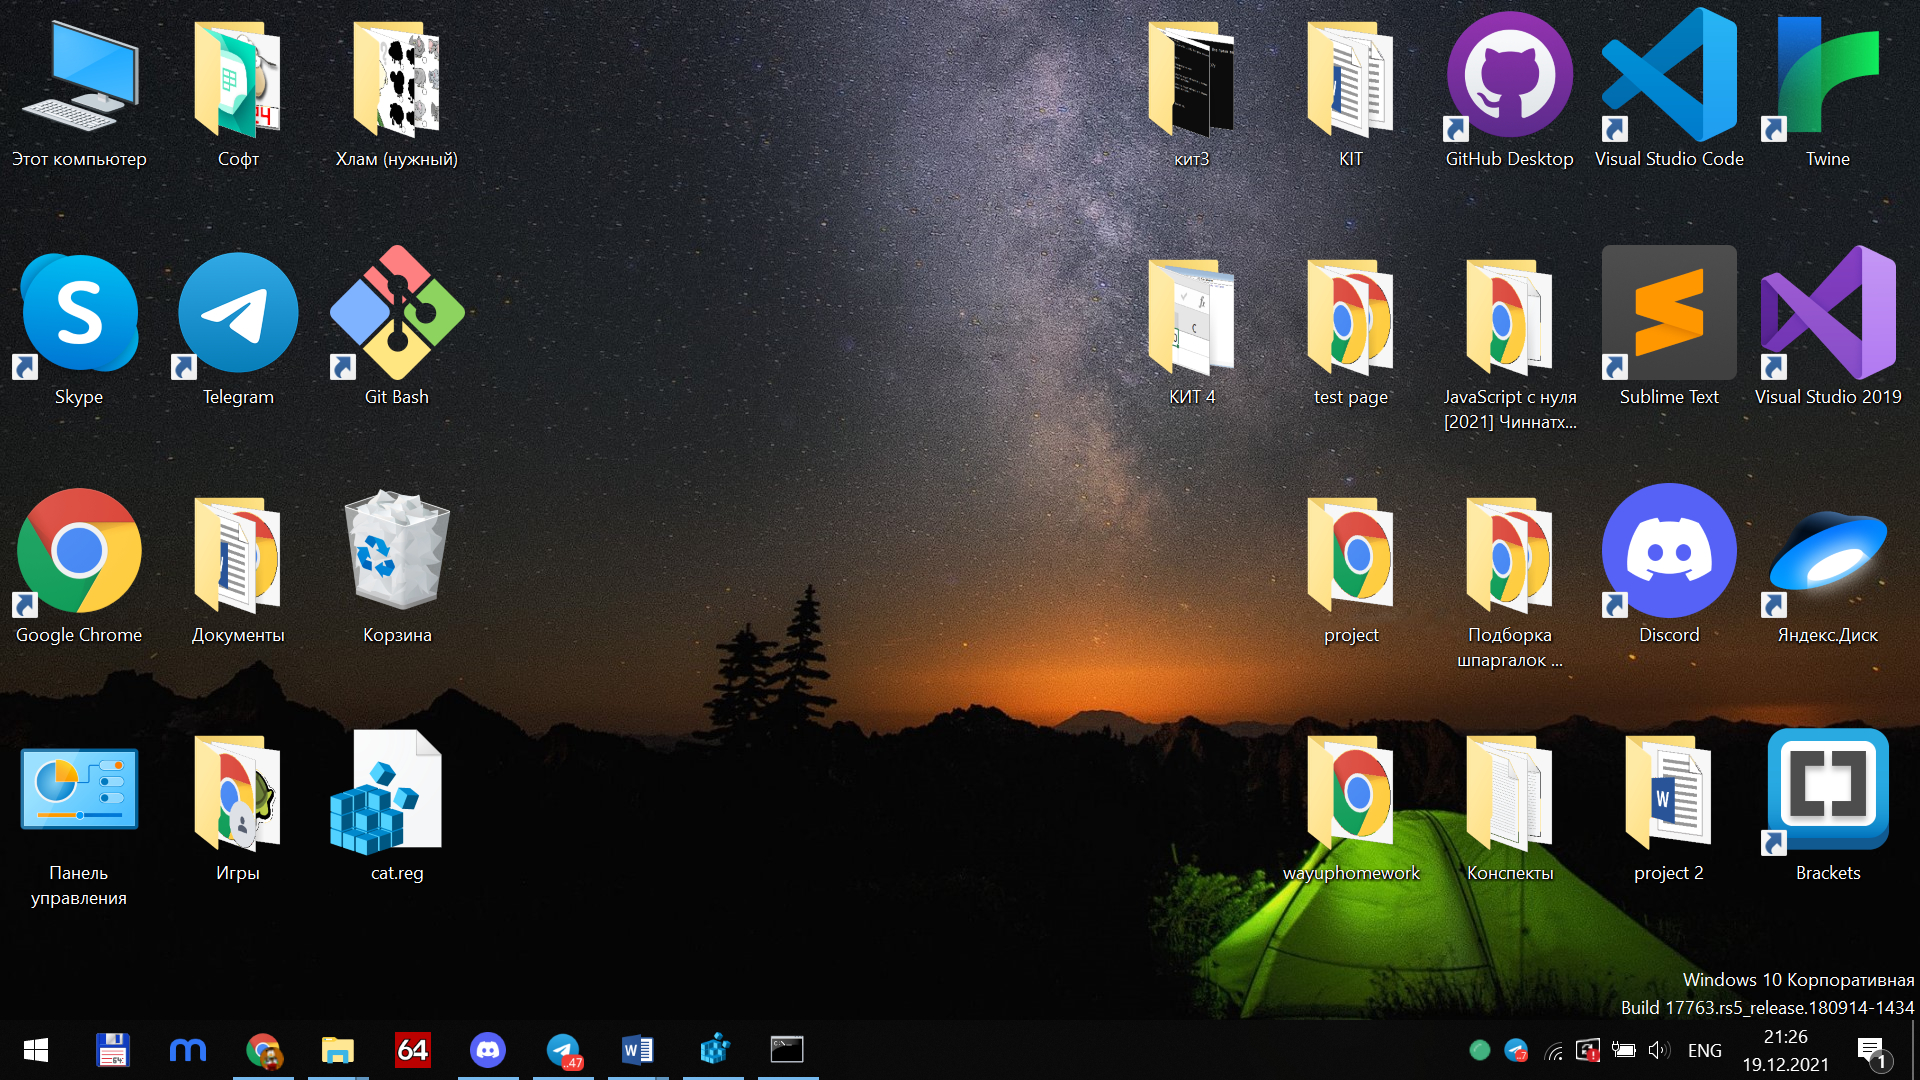 Этот компьютер
Софт
Хлам (нужный)
кит3
KIT
GitHub Desktop
Visual Studio Code
Twine
Skype
Telegram
Git Bash
КИТ 4
test page
JavaScript с нуля
[2021] Чиннатх...
Sublime Text
Visual Studio 2019
Google Chrome
Документы
Корзина
project
Подборка
шпаргалок ...
Discord
Яндекс.Диск
Панель
управления
Игры
cat.reg
wayuphomework
Конспекты
project 2
Brackets
Windows 10 Корпоративная
Build 17763.rs5_release.180914-1434
64
..47
ENG
21:26
19.12.2021
1